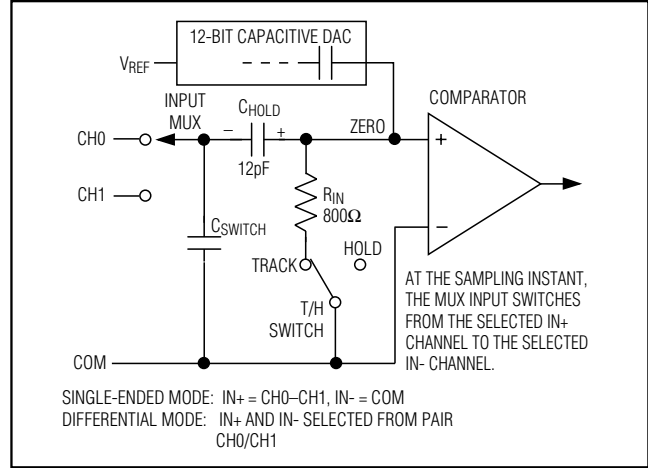 12-BIT CAPACITIVE DAC
VREF
INPUT
MUX
CHOLD
ZERO
COMPARATOR
CH0
– +
12pF
+
CH1
RIN
800Ω
CSWITCH
HOLD
–
TRACK
T/H
SWITCH
AT THE SAMPLING INSTANT,
THE MUX INPUT SWITCHES
FROM THE SELECTED IN+
CHANNEL TO THE SELECTED
IN- CHANNEL.
COM
SINGLE-ENDED MODE: IN+ = CH0–CH1, IN- = COM
DIFFERENTIAL MODE: IN+ AND IN- SELECTED FROM PAIR
CH0/CH1